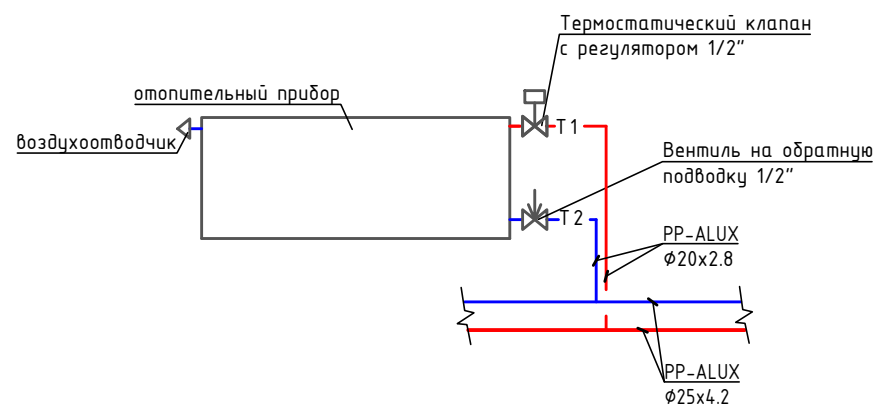 Термостатический клапан
с регулятором 1/2"
отопительный прибор
воздухоотводчик
T1
Вентиль на обратную
подводку 1/2"
T2
PP-ALUX
Ø20x2.8
PP-ALUX
Ø25x4.2